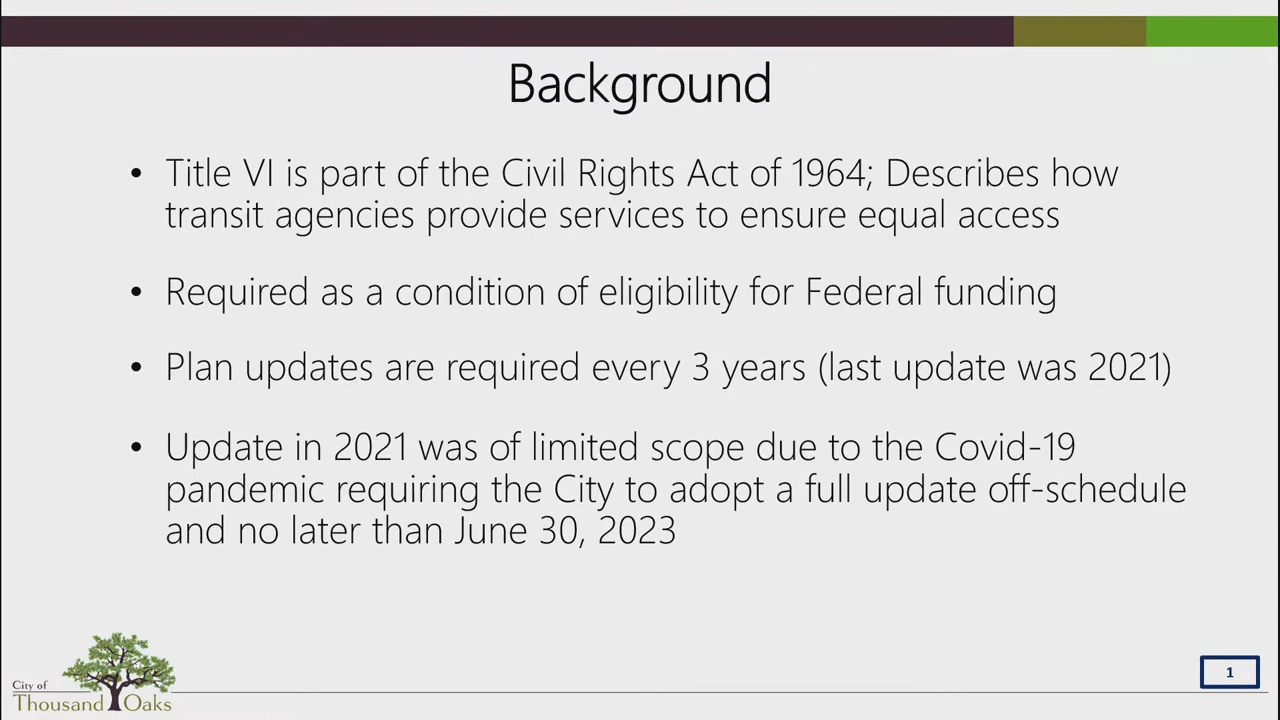 Background
• Title VI is part of the Civil Rights Act of 1964; Describes how
transit agencies provide services to ensure equal access
• Required as a condition of eligibility for Federal funding
• Plan updates are required every 3 years (last update was 2021)
• Update in 2021 was of limited scope due to the Covid-19
pandemic requiring the City to adopt a full update off-schedule
and no later than June 30, 2023
City of
Thousand Oaks
1